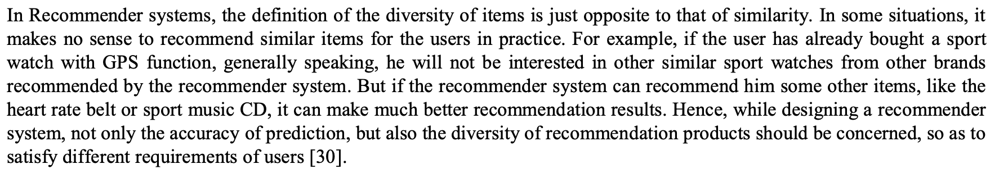 In Recommender systems, the definition of the diversity of items is just opposite to that of similarity. In some situations, it
makes no sense to recommend similar items for the users in practice. For example, if the user has already bought a sport
watch with GPS function, generally speaking, he will not be interested in other similar sport watches from other brands
recommended by the recommender system. But if the recommender system can recommend him some other items, like the
heart rate belt or sport music CD, it can make much better recommendation results. Hence, while designing a recommender
system, not only the accuracy of prediction, but also the diversity of recommendation products should be concerned, so as to
satisfy different requirements of users [30].